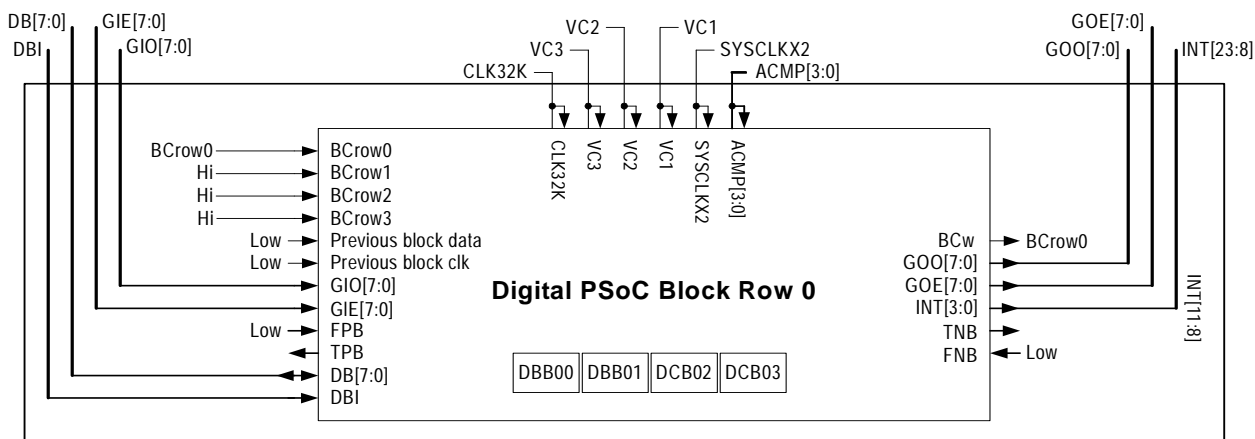 DB[7:0] GIE[7:0] VC2 VC1 GOE[7:0]
DBI GIO[7:0] VC3 SYSCLKX2 GOO[7:0] INT[23:8]
CLK32K ACMP[3:0]
CLK32K
VC3
VC2
VC1
SYSCLKX2
ACMP[3:0]
BCrow0 BCrow0
Hi BCrow1
Hi BCrow2
Hi BCrow3
Low Previous block data BCw BCrow0
Low Previous block clk GOO[7:0]
GIO[7:0] Digital PSoC Block Row 0 GOE[7:0]
GIE[7:0] INT[3:0]
INT[11:8]
Low FPB TNB
TPB FNB Low
DB[7:0] DBB00 DBB01 DCB02 DCB03
DBI